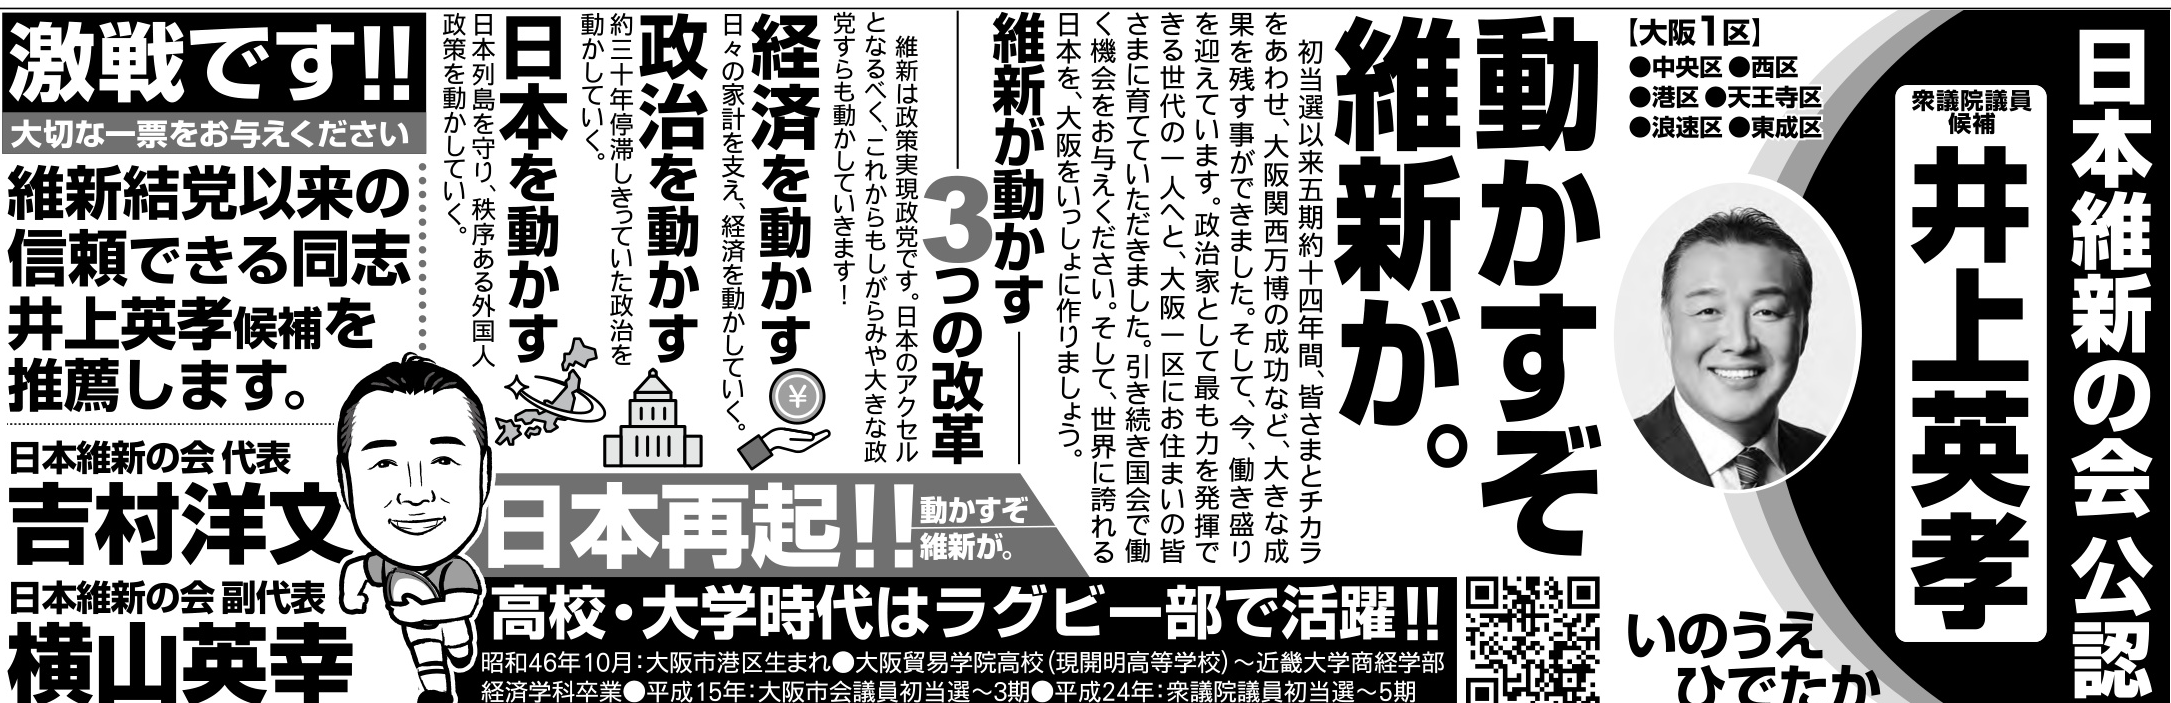 日本維新の会公認
衆議院議員
候補
井上英孝
いのうえ
ひでたか
【大阪1区】
●中央区 ●西区
●港区 ●天王寺区
●浪速区 ●東成区
動かすぞ
維新が。
初当選以来五期約十四年間、皆さまとチカラ
をあわせ、大阪関西万博の成功など、大きな成
果を残す事ができました。そして、今、働き盛り
を迎えています。政治家として最も力を発揮で
きる世代の一人へと、大阪一区にお住まいの皆
さまに育てていただきました。引き続き国会で働
く機会をお与えください。そして、世界に誇れる
日本を、大阪をいっしょに作りましょう。
維新が動かす
3つの改革
維新は政策実現政党です。日本のアクセル
となるべく、これからもしがらみや大きな政
党すらも動かしていきます！
経済を動かす
日々の家計を支え、経済を動かしていく。
政治を動かす
約三十年停滞しきっていた政治を
動かしていく。
日本を動かす
日本列島を守り、秩序ある外国人
政策を動かしていく。
¥
日本再起!!
動かすぞ
維新が。
高校・大学時代はラグビー部で活躍!!
昭和46年10月：大阪市港区生まれ●大阪貿易学院高校（現開明高等学校）～近畿大学商経学部
経済学科卒業●平成15年：大阪市会議員初当選～3期●平成24年：衆議院議員初当選～5期
激戦です!!
大切な一票をお与えください
維新結党以来の
信頼できる同志
井上英孝候補を
推薦します。
日本維新の会 代表
吉村洋文
日本維新の会 副代表
横山英幸